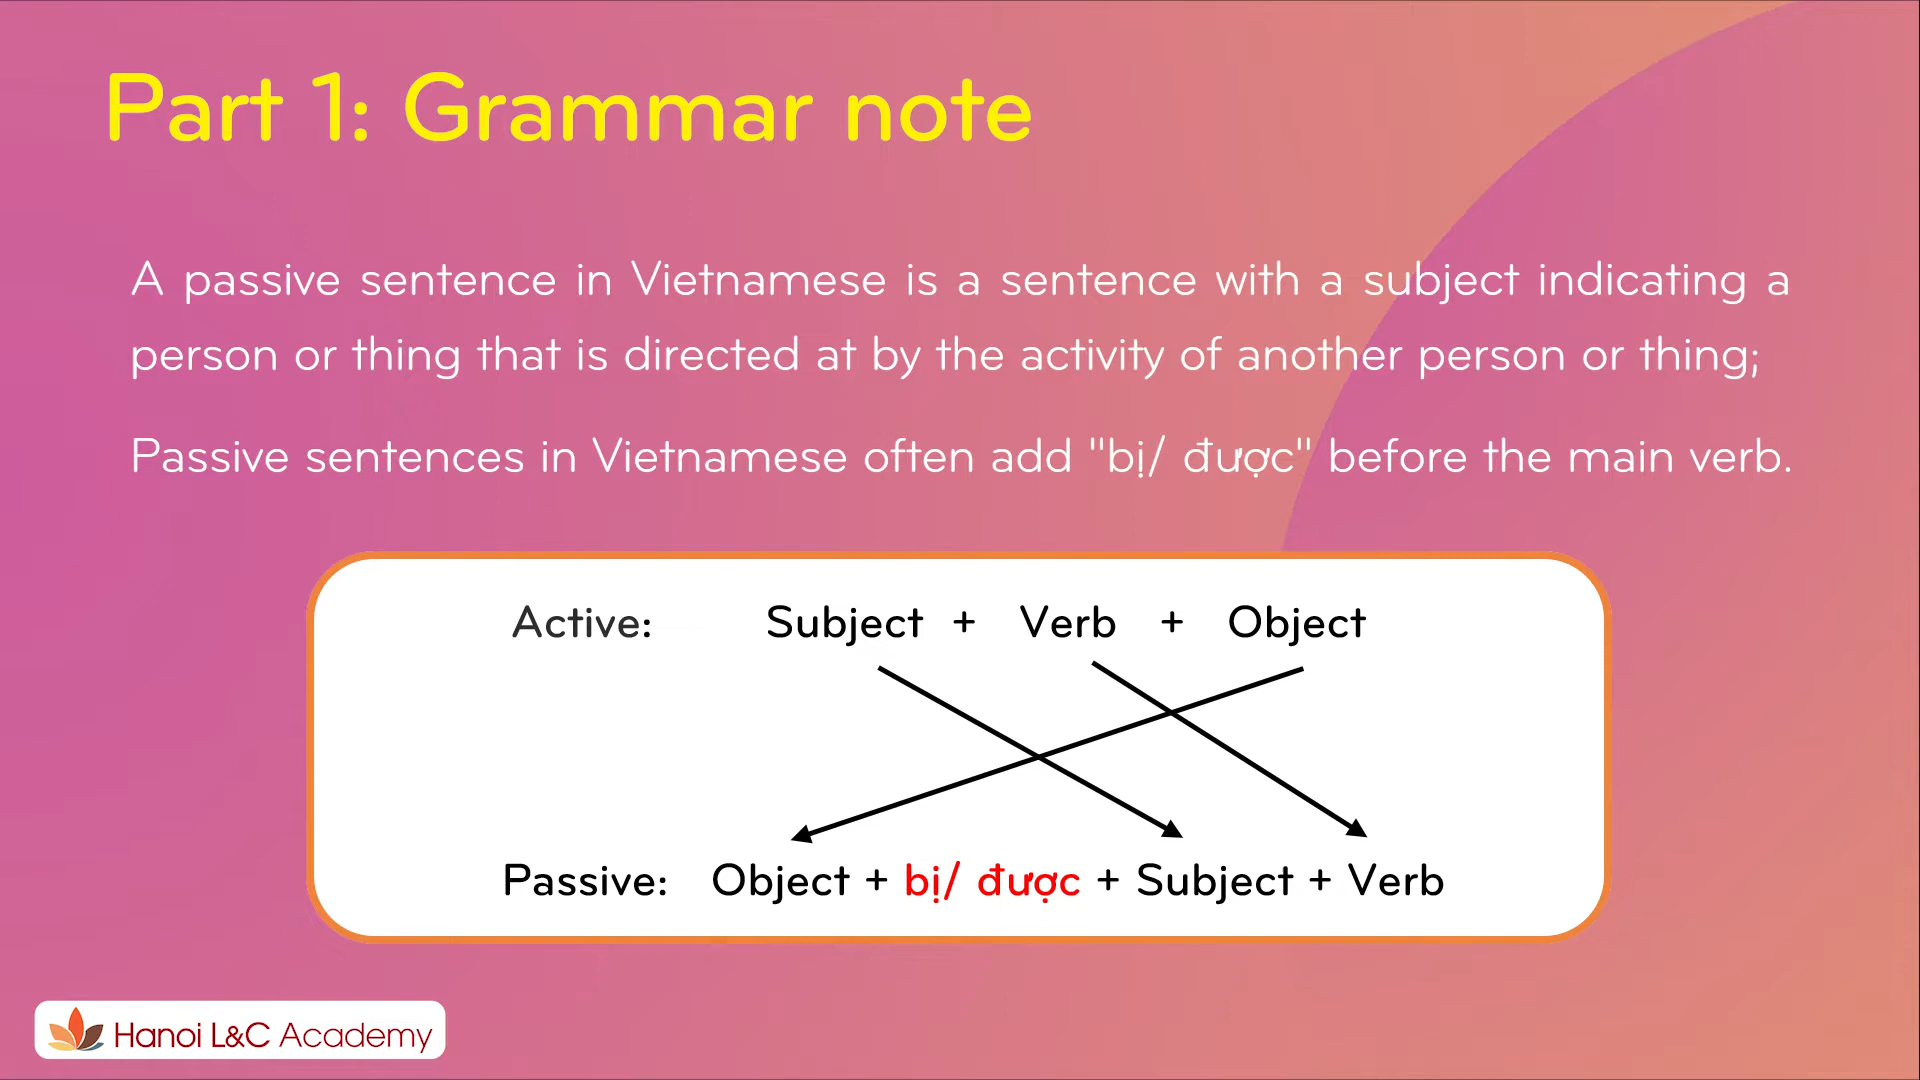 Part 1: Grammar note
A passive sentence in Vietnamese is a sentence with a subject indicating a
person or thing that is directed at by the activity of another person or thing;
Passive sentences in Vietnamese often add "bị/ được" before the main verb.
Active: Subject + Verb + Object
Passive: Object + bị/ được + Subject + Verb
Hanoi L&C Academy